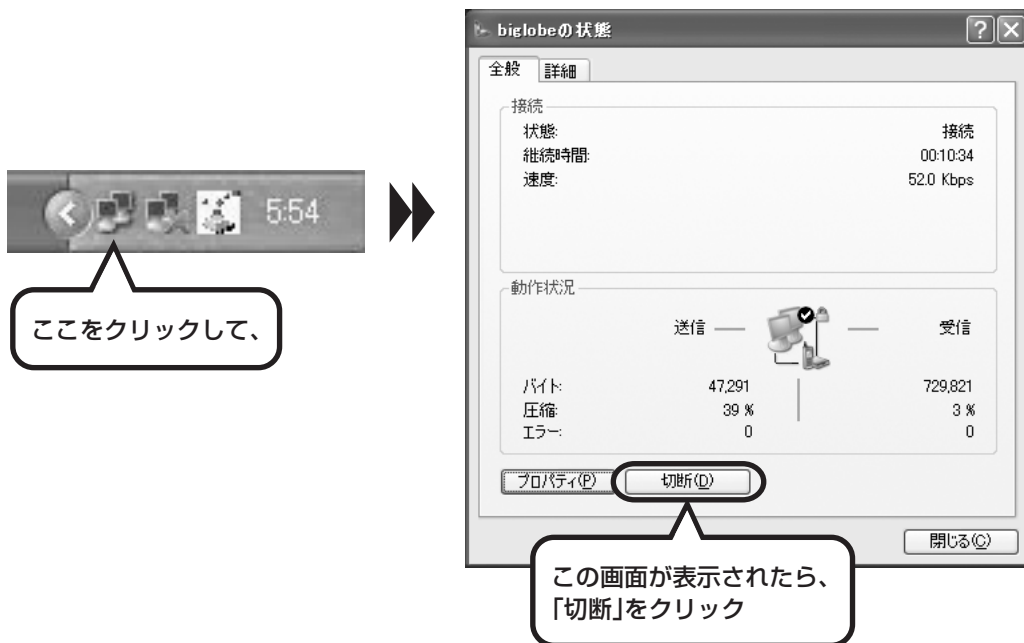 biglobeの状態
全般 詳細
接続
状態: 接続
継続時間: 00:10:34
速度: 52.0 Kbps
5:54
ここをクリックして、
動作状況
送信 受信
バイト: 47,291 729,821
圧縮: 39 % 3 %
エラー: 0 0
プロパティ(P) 切断(D)
閉じる(C)
この画面が表示されたら、
「切断」をクリック